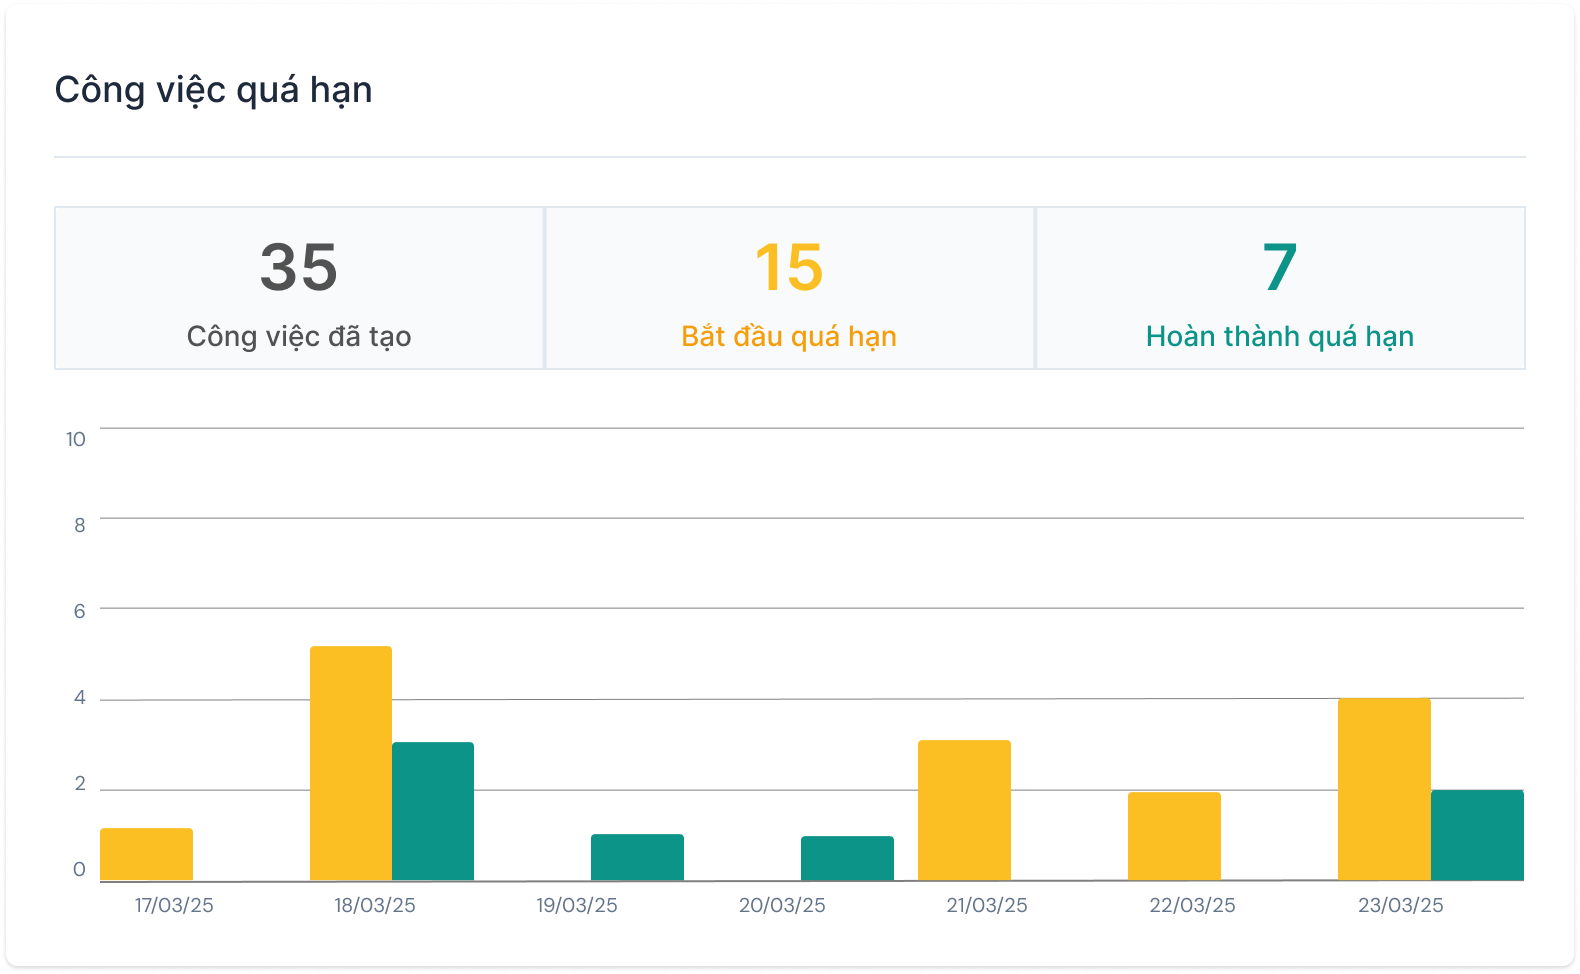 Công việc quá hạn
35
Công việc đã tạo
15
Bắt đầu quá hạn
7
Hoàn thành quá hạn
10
8
6
4
2
0
17/03/25 18/03/25 19/03/25 20/03/25 21/03/25 22/03/25 23/03/25